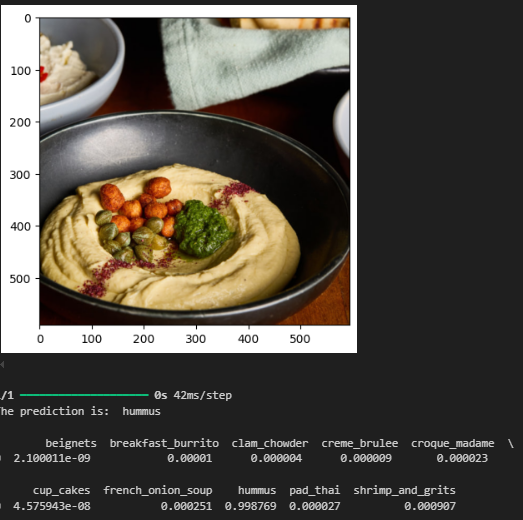 0
100
200
300
400
500
0 100 200 300 400 500
/1 ━━━━━━━━━━━━━━━━━━━━ 0s 42ms/step
he prediction is:  hummus
beignets breakfast_burrito clam_chowder creme_brulee croque_madame \
2.100011e-09 0.00001 0.000004 0.000009 0.000023
cup_cakes french_onion_soup hummus pad_thai shrimp_and_grits
4.575943e-08 0.000251 0.998769 0.000027 0.000907